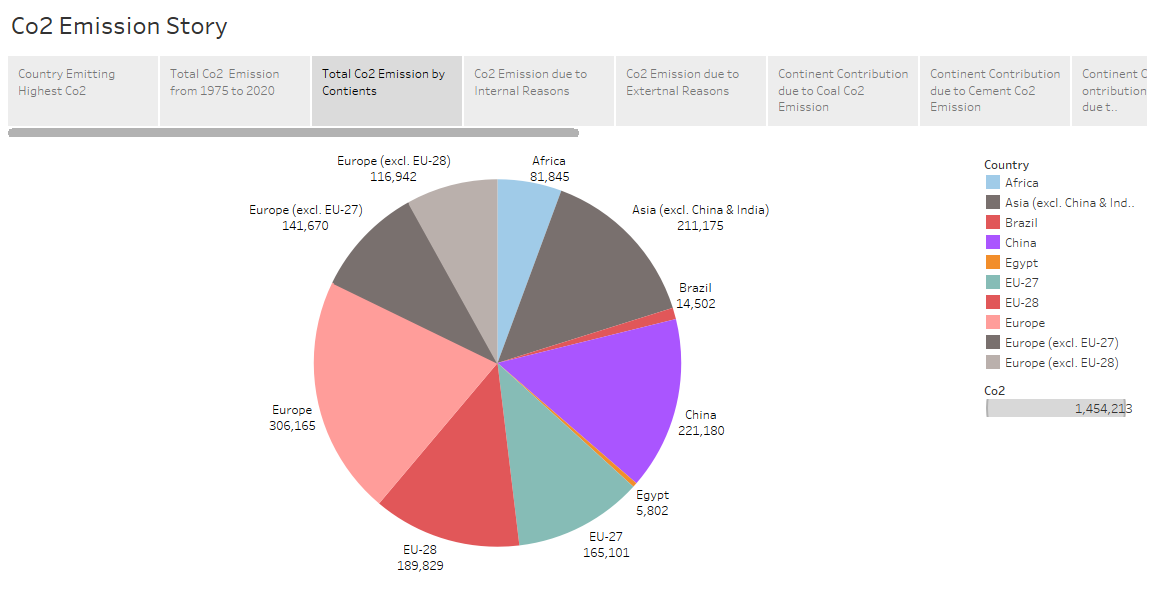 Co2 Emission Story
Country Emitting
Highest Co2
Total Co2  Emission
from 1975 to 2020
Total Co2 Emission by
Contients
Co2 Emission due to
Internal Reasons
Co2 Emission due to
Extertnal Reasons
Continent Contribution
due to Coal Co2
Emission
Continent Contribution
due to Cement Co2
Emission
Continent C
ontribution
due t..
Europe (excl. EU-28)
116,942
Africa
81,845
Europe (excl. EU-27)
141,670
Asia (excl. China & India)
211,175
Brazil
14,502
China
221,180
Europe
306,165
Egypt
5,802
EU-27
165,101
EU-28
189,829
Country
Africa
Asia (excl. China & Ind..
Brazil
China
Egypt
EU-27
EU-28
Europe
Europe (excl. EU-27)
Europe (excl. EU-28)
Co2
1,454,213